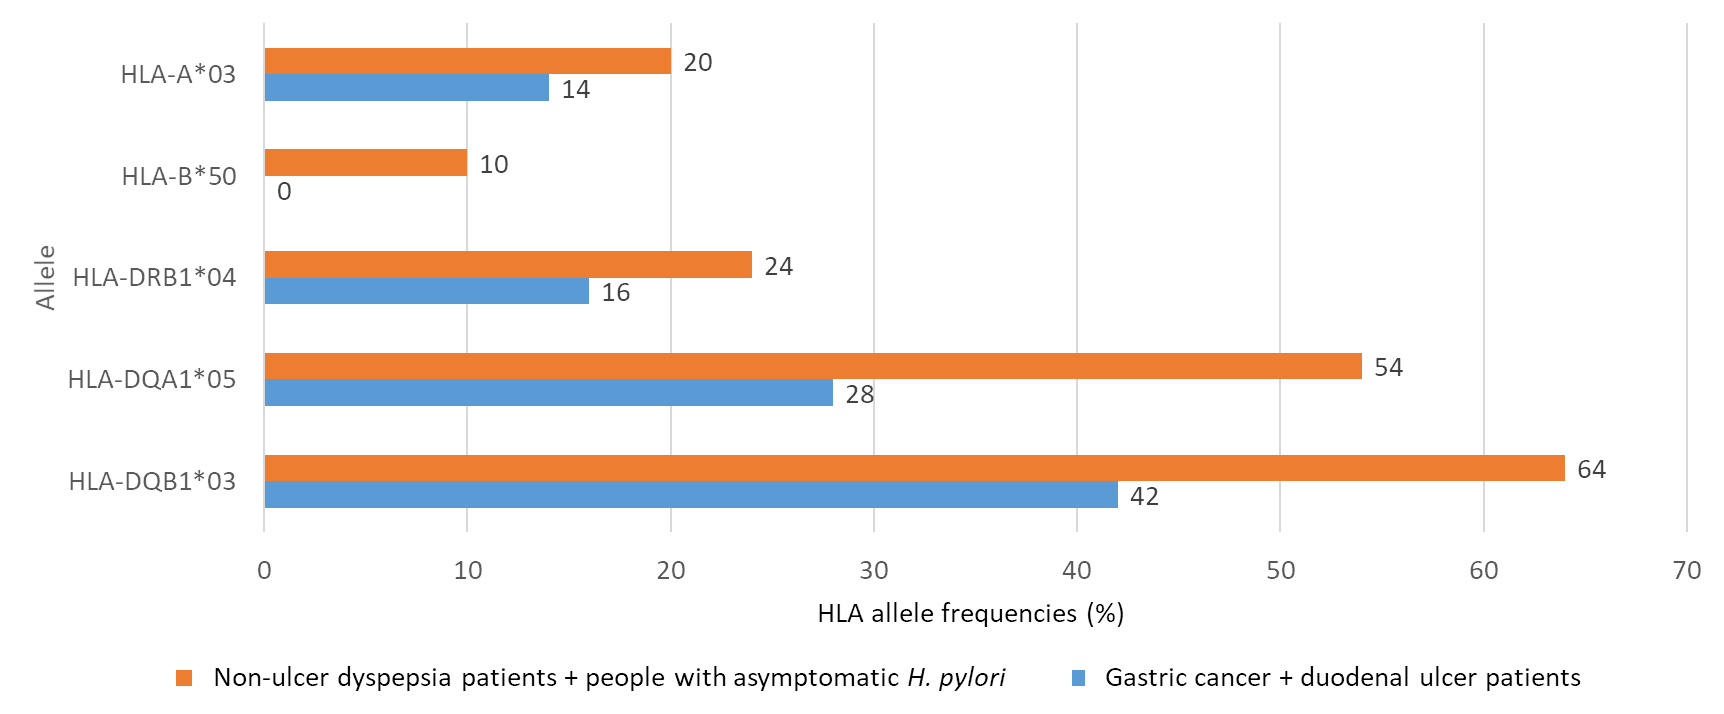 HLA-A*03
20
14
HLA-B*50
10
0
HLA-DRB1*04
24
16
Allele
HLA-DQA1*05
54
28
HLA-DQB1*03
64
42
0 10 20 30 40 50 60 70
HLA allele frequencies (%)
Non-ulcer dyspepsia patients + people with asymptomatic H. pylori
Gastric cancer + duodenal ulcer patients